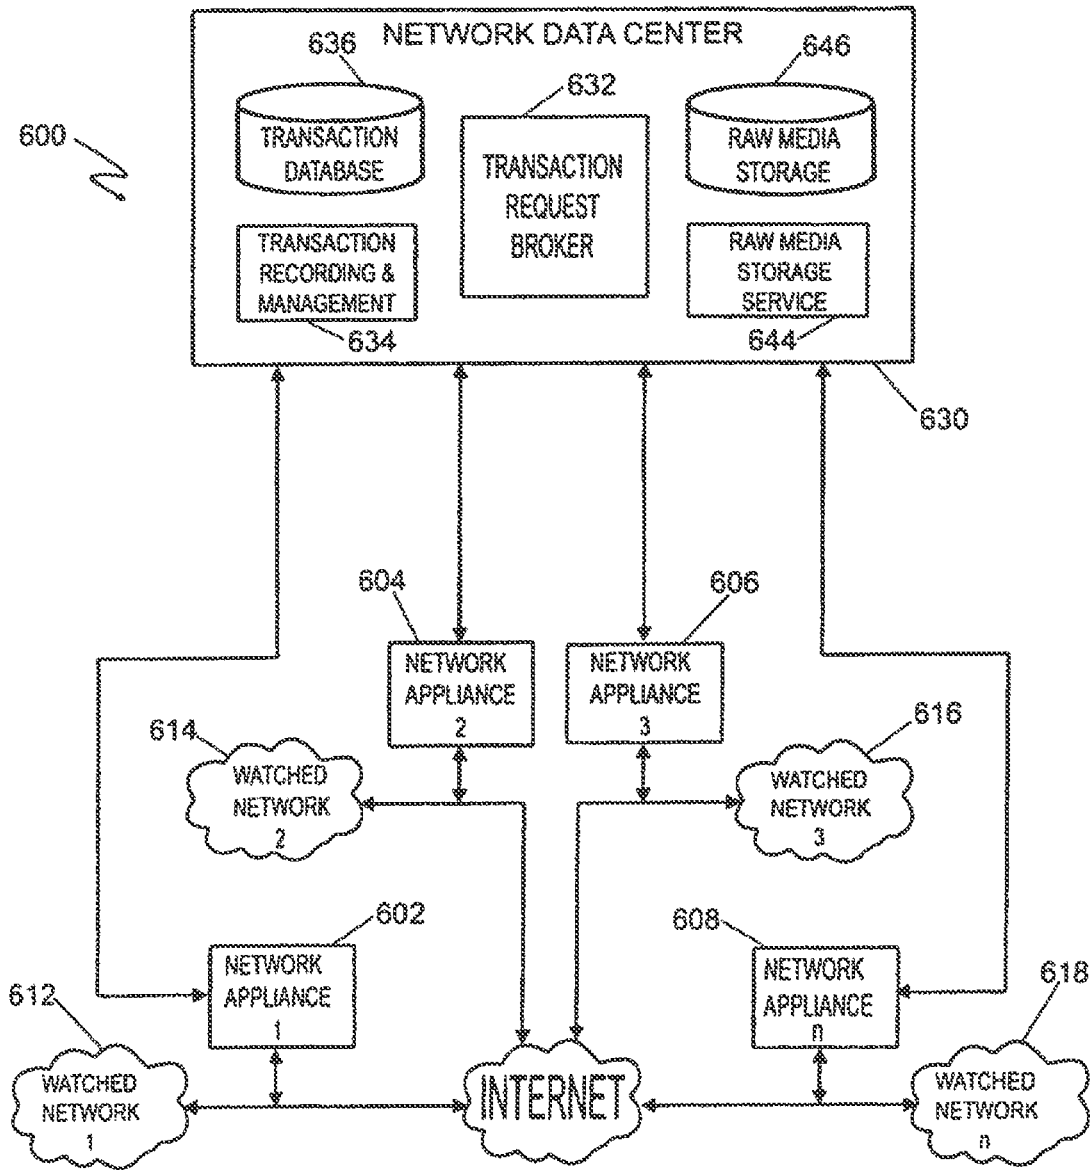 NETWORK DATA CENTER
636
646
632
600
TRANSACTION
DATABASE
TRANSACTION
REQUEST
BROKER
RAW MEDIA
STORAGE
TRANSACTION
RECORDING &
MANAGEMENT
RAW MEDIA
STORAGE
SERVICE
634
644
630
604
606
NETWORK
APPLIANCE
2
NETWORK
APPLIANCE
3
614
616
WATCHED
NETWORK
2
WATCHED
NETWORK
3
602
608
NETWORK
APPLIANCE
1
NETWORK
APPLIANCE
n
612
618
WATCHED
NETWORK
1
INTERNET
WATCHED
NETWORK
n